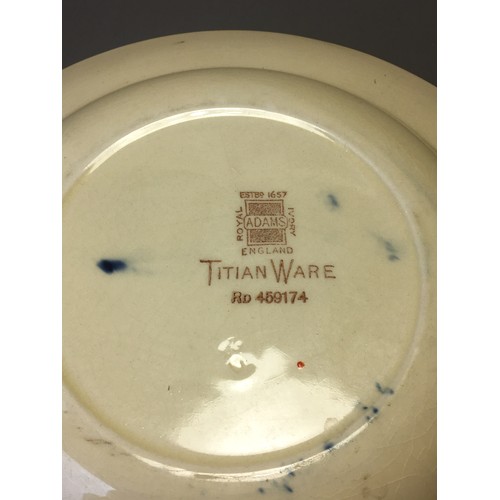 ESTBD 1657
ROYAL
ADAMS
IVORY
ENGLAND
TITIAN WARE
RD 459174